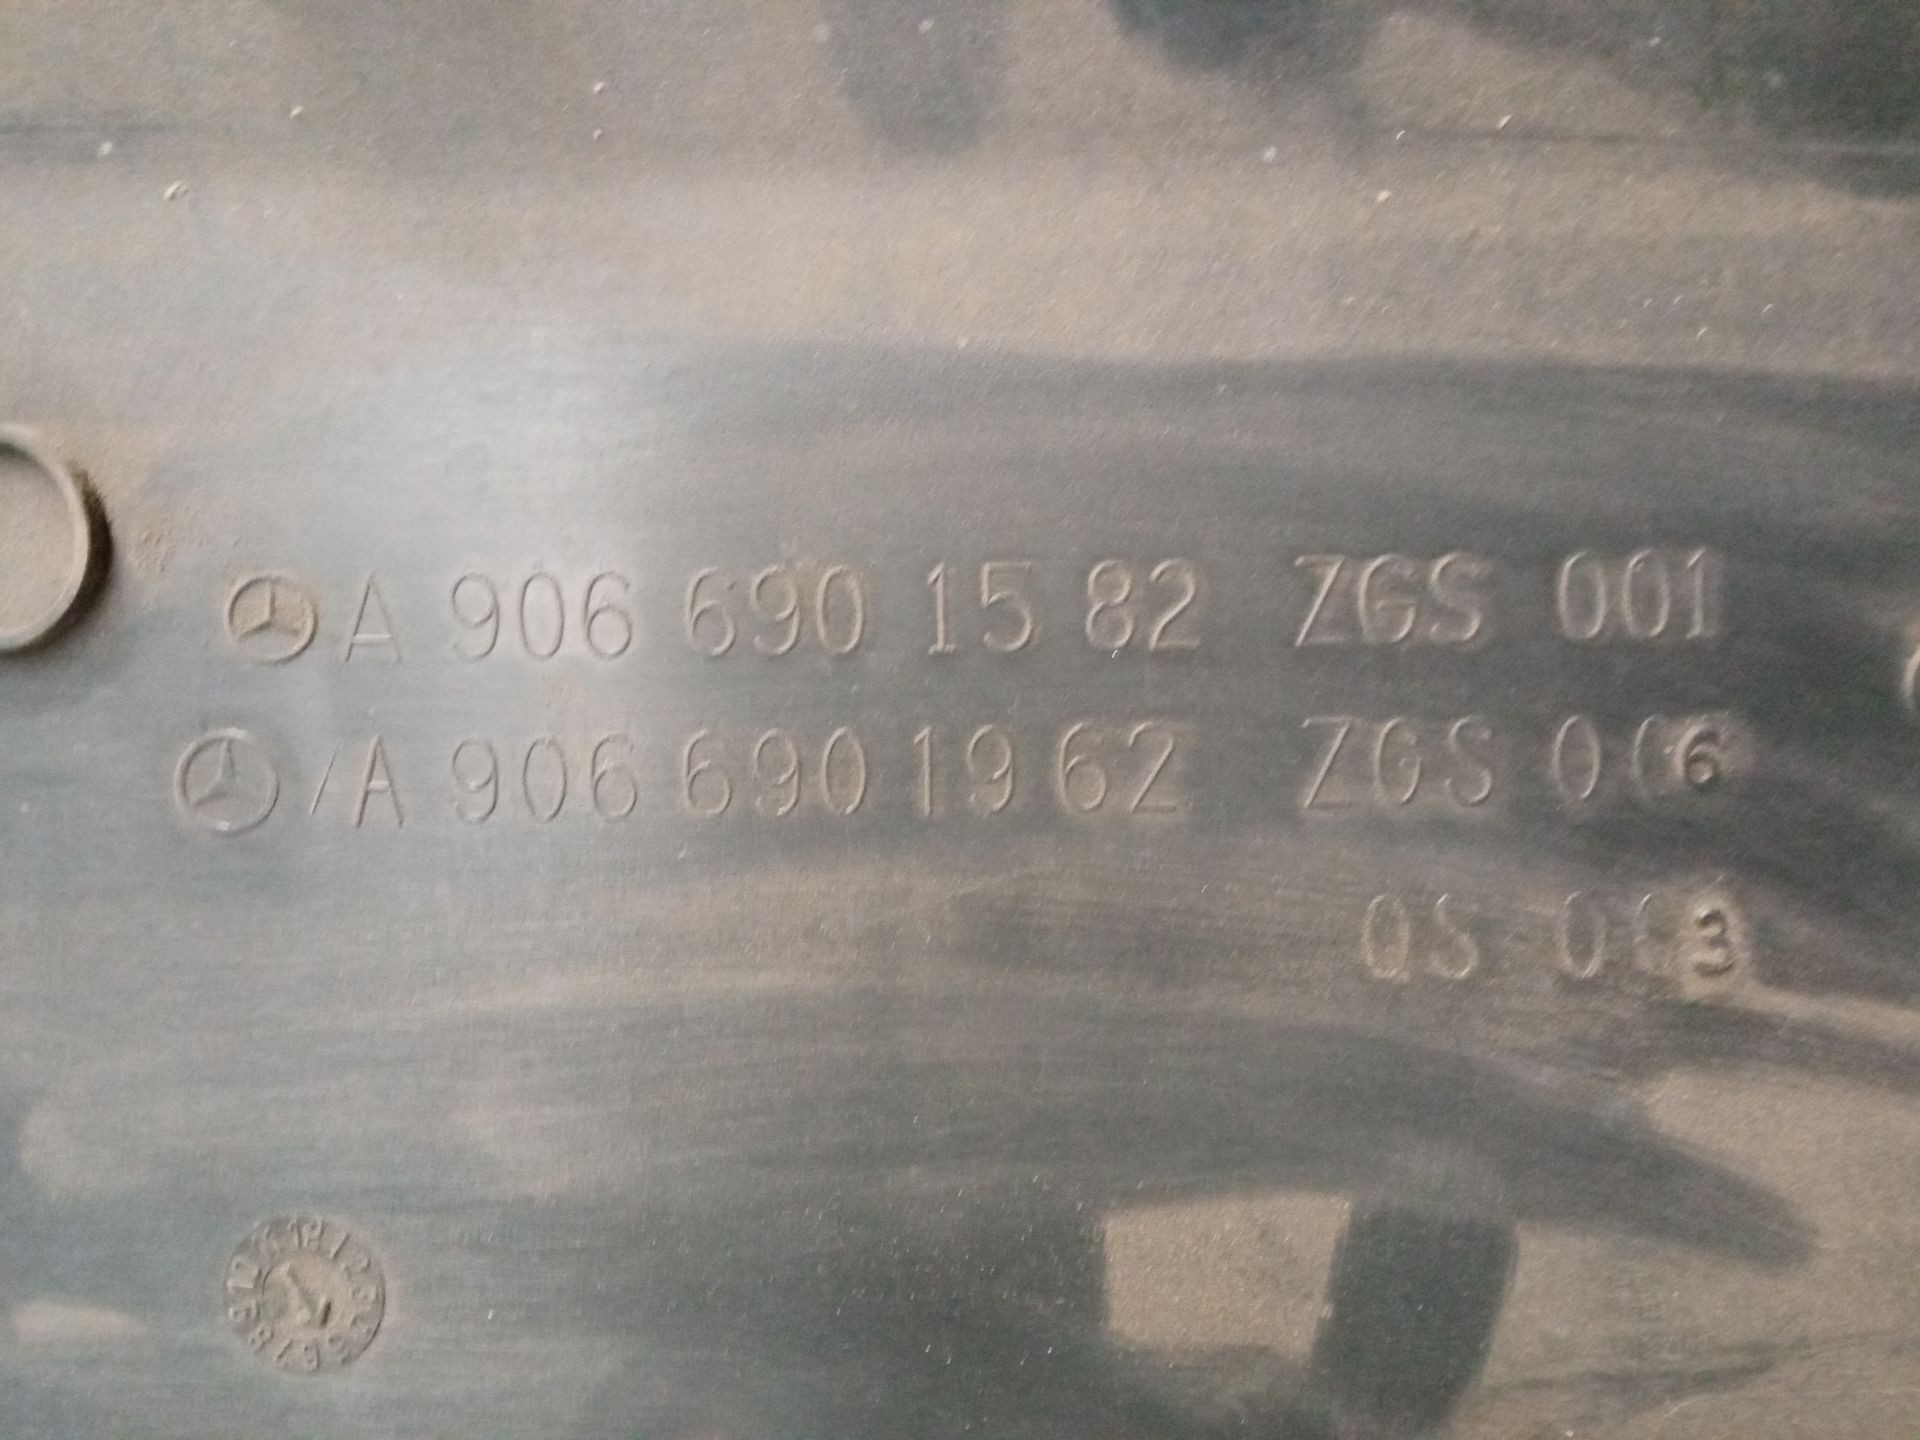 A 906 690 15 82 ZGS 001
/A 906 690 19 62 ZGS 006
QS 003